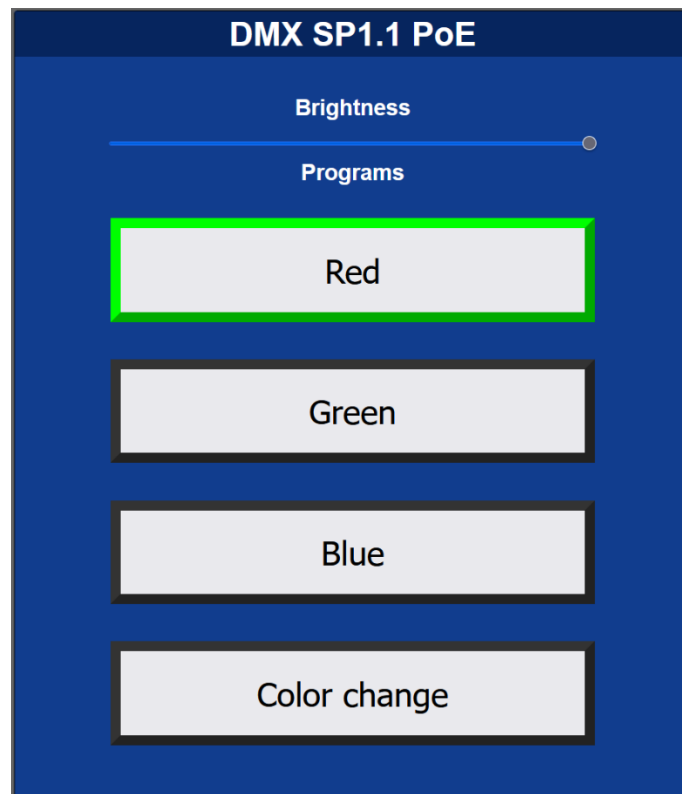 DMX SP1.1 PoE
Brightness
Programs
Red
Green
Blue
Color change